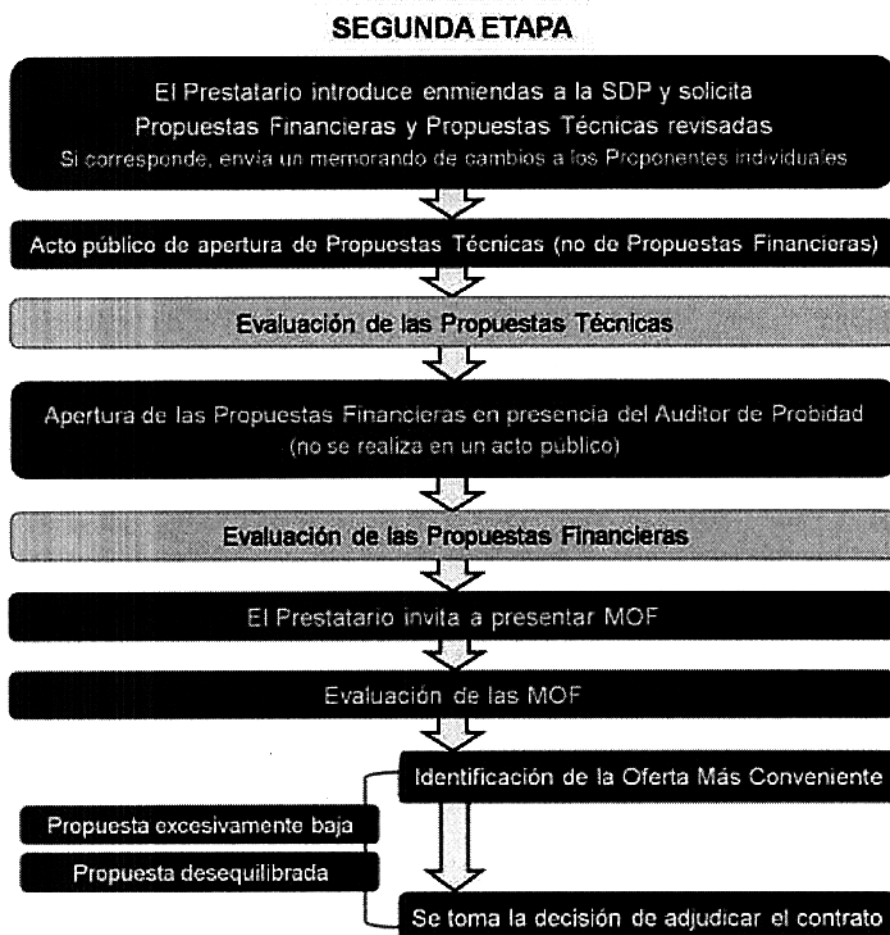 SEGUNDA ETAPA
El Prestatario introduce enmiendas a la SDP y solicita
Propuestas Financieras y Propuestas Técnicas revisadas
Si corresponde, envía un memorando de cambios a los Proponentes individuales
Acto público de apertura de Propuestas Técnicas (no de Propuestas Financieras)
Evaluación de las Propuestas Técnicas
Apertura de las Propuestas Financieras en presencia del Auditor de Probidad
(no se realiza en un acto público)
Evaluación de las Propuestas Financieras
El Prestatario invita a presentar MOF
Evaluación de las MOF
Identificación de la Oferta Más Conveniente
Propuesta excesivamente baja
Propuesta desequilibrada
Se toma la decisión de adjudicar el contrato